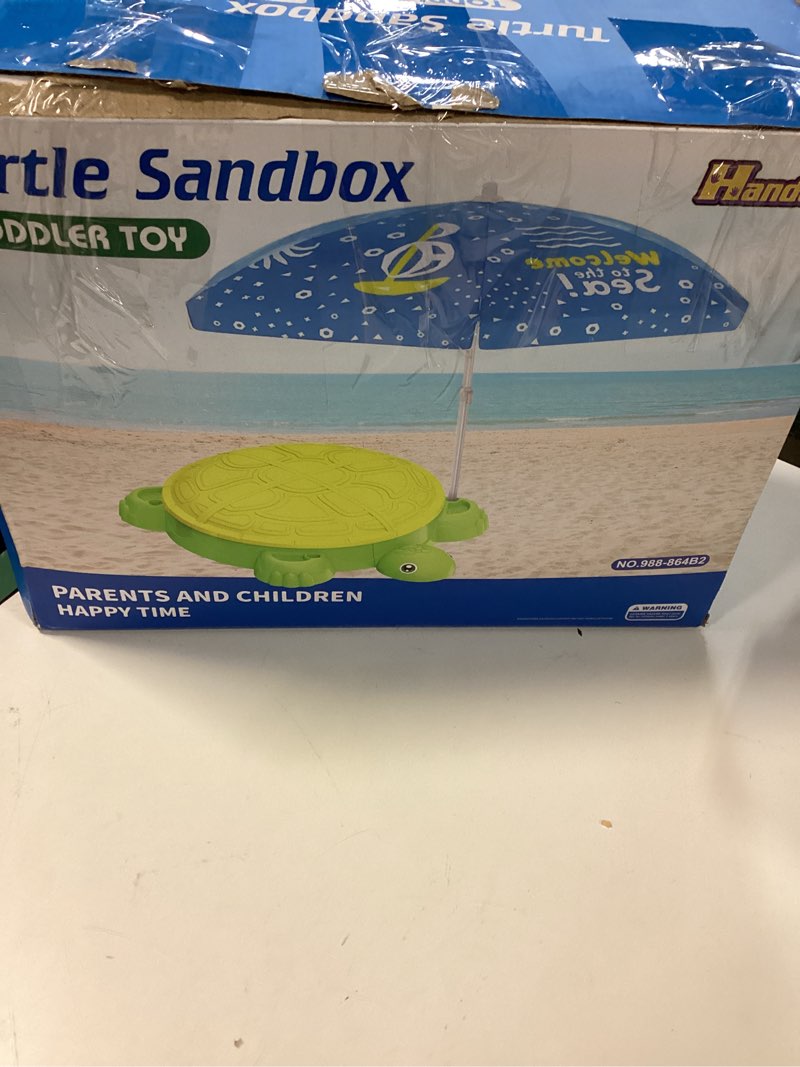 Turtle Sandbox
rtle Sandbox
ODDLER TOY
Hand
Welcome
to the
Sea!
NO.988-864B2
PARENTS AND CHILDREN
HAPPY TIME
WARNING